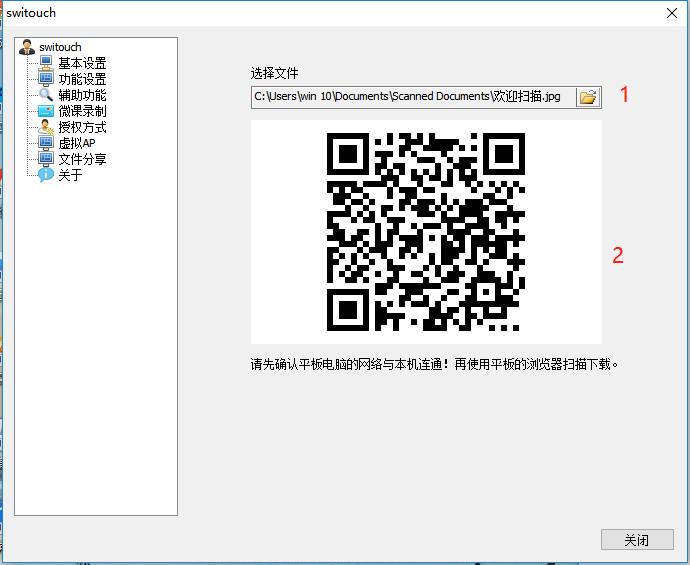 switouch
switouch
基本设置
功能设置
辅助功能
微课录制
授权方式
虚拟AP
文件分享
关于
选择文件
C:\Users\win 10\Documents\Scanned Documents\欢迎扫描.jpg
1
2
请先确认平板电脑的网络与本机连通！再使用平板的浏览器扫描下载。
关闭